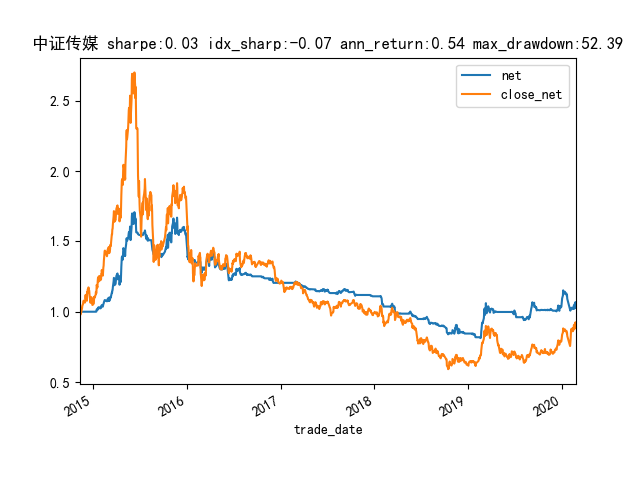 中证传媒 sharpe:0.03 idx_sharp:-0.07 ann_return:0.54 max_drawdown:52.39
net
close_net
2.5
2.0
1.5
1.0
0.5
2015
2016
2017
2018
2019
2020
trade_date